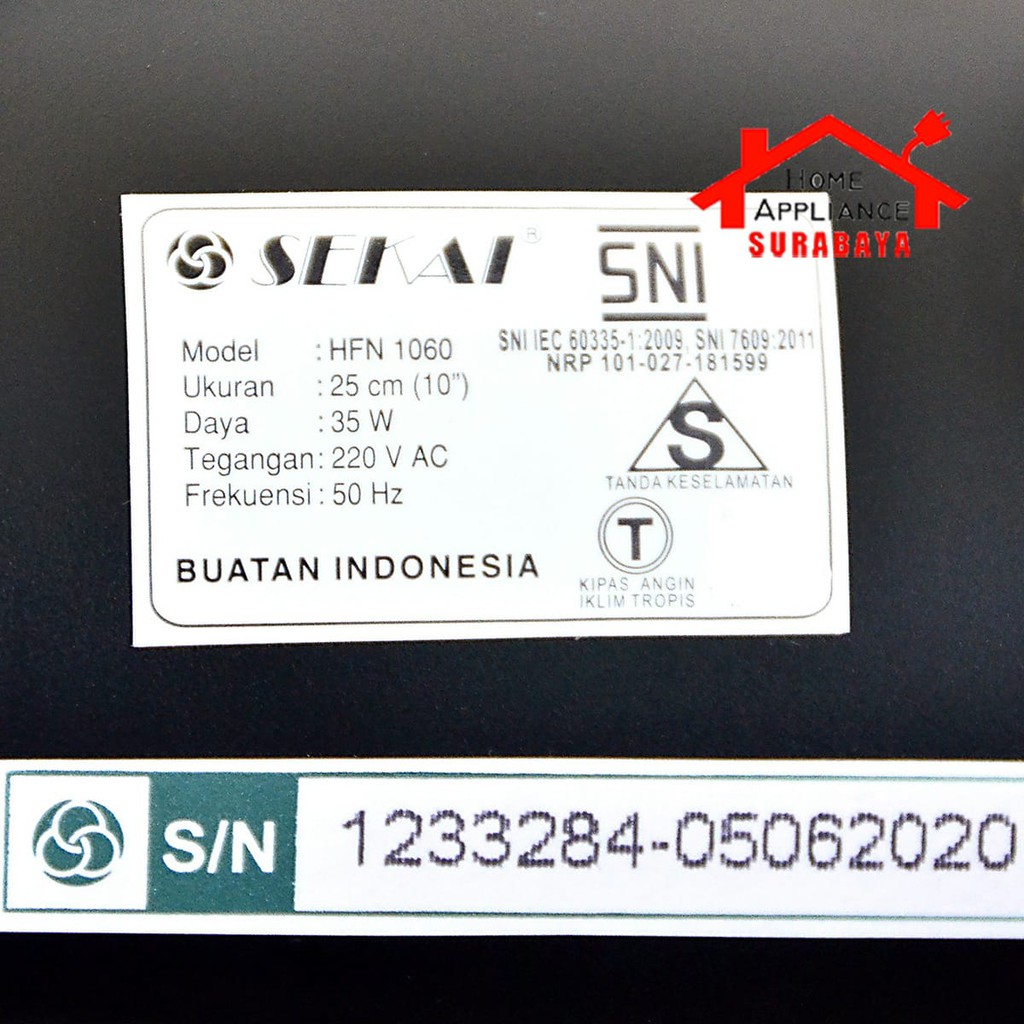 HOME
APPLIANCE
SURABAYA
SEKAI®
SNI
SNI IEC 60335-1:2009, SNI 7609:2011
NRP 101-027-181599
Model : HFN 1060
Ukuran : 25 cm (10")
Daya : 35 W
Tegangan : 220 V AC
Frekuensi : 50 Hz
S
TANDA KESELAMATAN
T
KIPAS ANGIN
IKLIM TROPIS
BUATAN INDONESIA
S/N 1233284-05062020